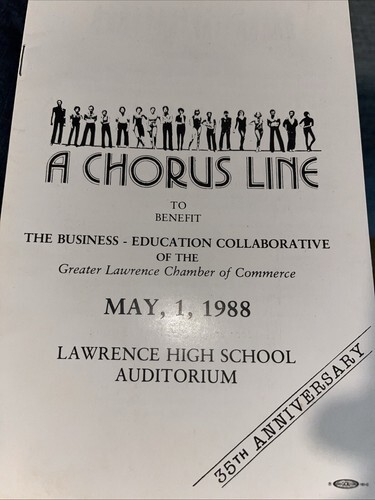 A CHORUS LINE
TO
BENEFIT
THE BUSINESS - EDUCATION COLLABORATIVE
OF THE
Greater Lawrence Chamber of Commerce
MAY, 1, 1988
LAWRENCE HIGH SCHOOL
AUDITORIUM
35TH ANNIVERSARY